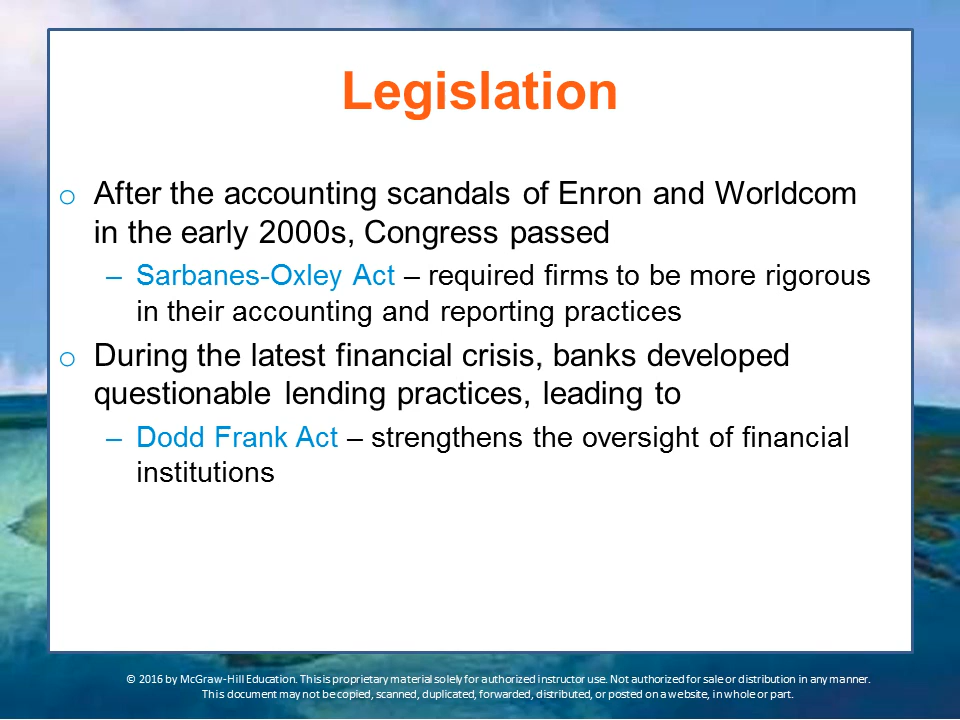 Legislation
o After the accounting scandals of Enron and Worldcom
in the early 2000s, Congress passed
– Sarbanes-Oxley Act – required firms to be more rigorous
in their accounting and reporting practices
o During the latest financial crisis, banks developed
questionable lending practices, leading to
– Dodd Frank Act – strengthens the oversight of financial
institutions
© 2016 by McGraw-Hill Education. This is proprietary material solely for authorized instructor use. Not authorized for sale or distribution in any manner.
This document may not be copied, scanned, duplicated, forwarded, distributed, or posted on a website, in whole or part.